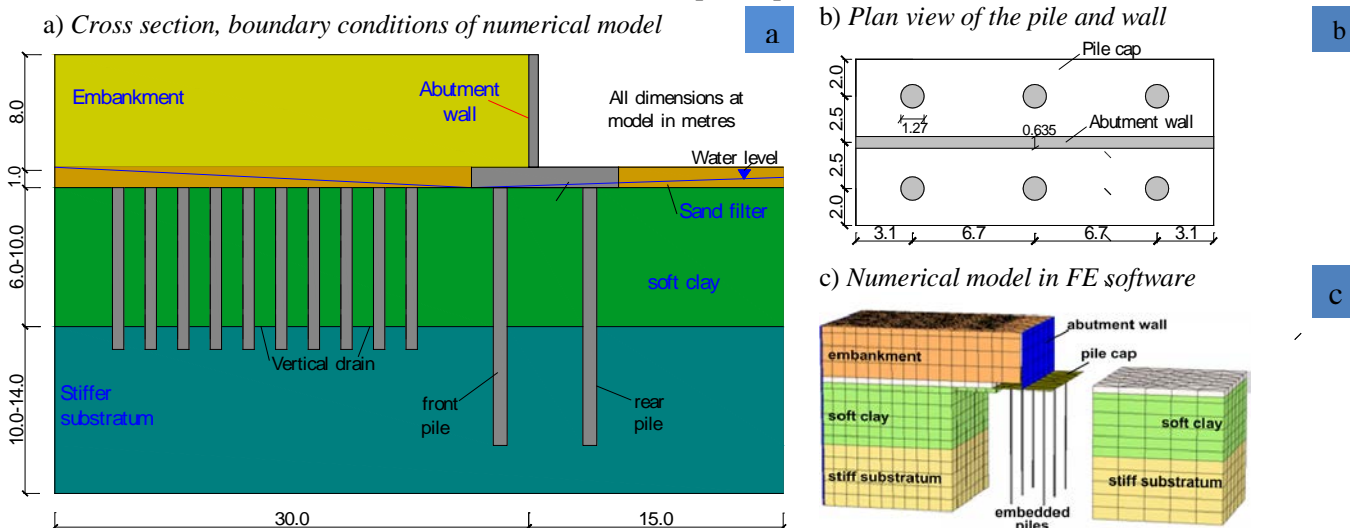 a) Cross section, boundary conditions of numerical model
a
Embankment
Abutment
wall
All dimensions at
model in metres
Water level
Sand filter
soft clay
Vertical drain
Stiffer
substratum
front
pile
rear
pile
8.0
1.0
6.0-10.0
10.0-14.0
30.0
15.0
b) Plan view of the pile and wall
b
Pile cap
2.0
2.5
2.5
2.0
1.27
0.635
Abutment wall
3.1
6.7
6.7
3.1
c) Numerical model in FE software
c
abutment wall
pile cap
embankment
soft clay
stiff substratum
soft clay
stiff substratum
embedded
piles